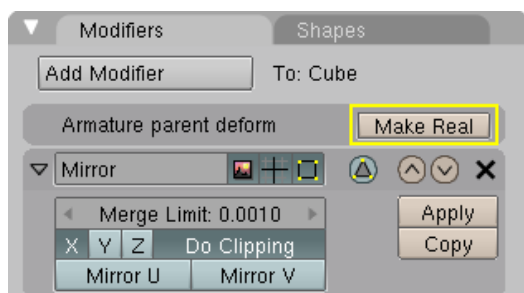 Modifiers Shapes
Add Modifier To: Cube
Armature parent deform Make Real
Mirror
Merge Limit: 0.0010 Apply
X Y Z Do Clipping Copy
Mirror U Mirror V